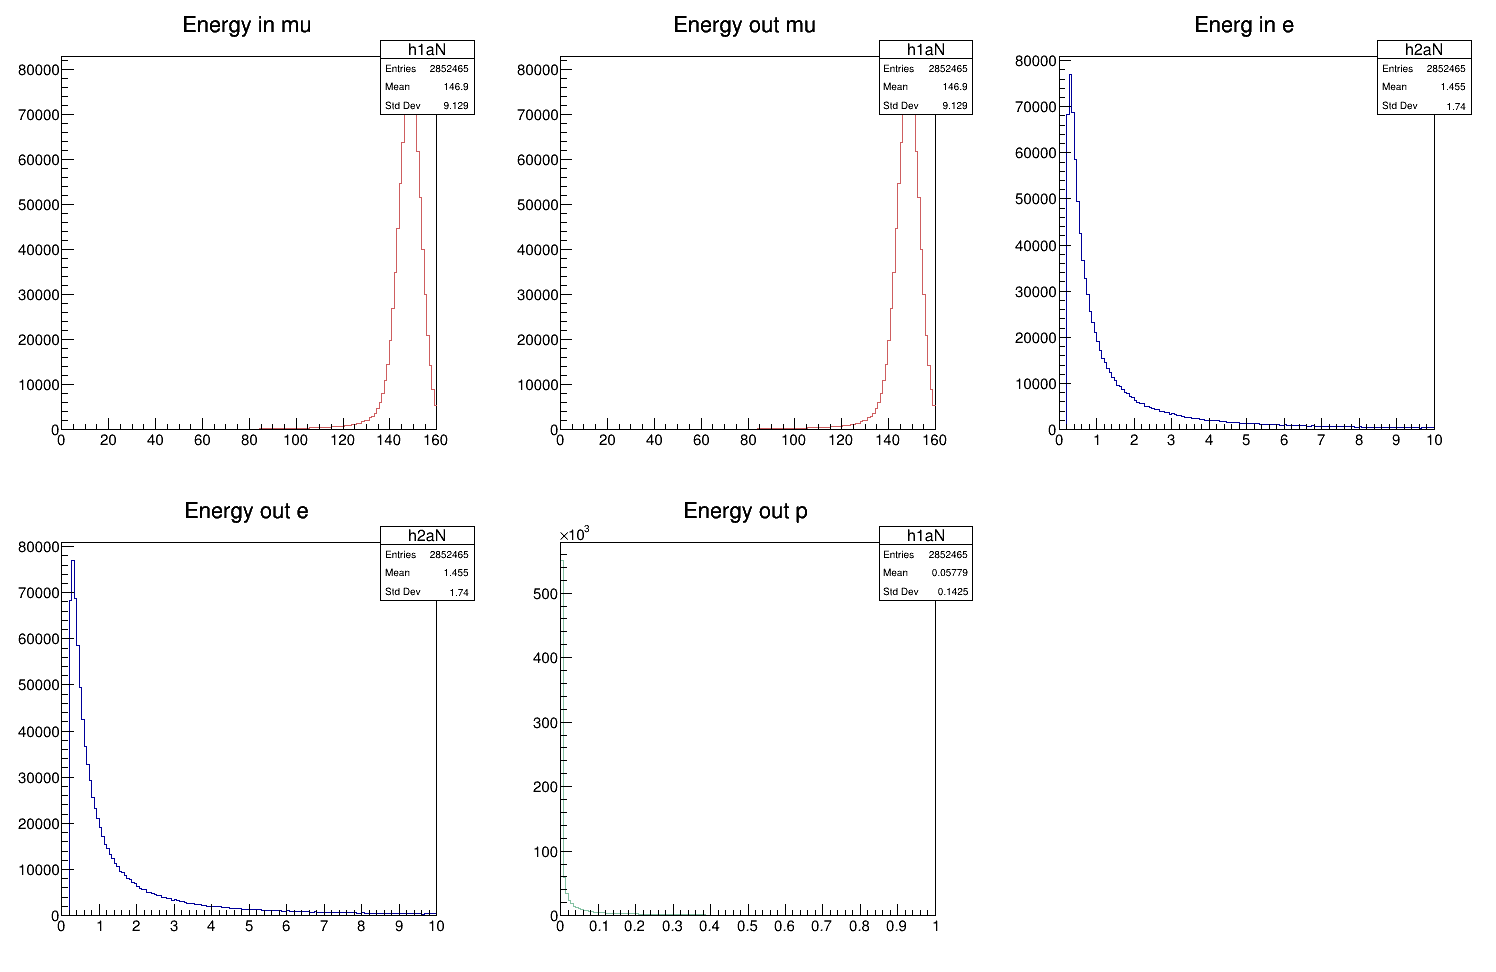 Energy in mu
h1aN
Entries 2852465
Mean 146.9
Std Dev 9.129
80000
70000
60000
50000
40000
30000
20000
10000
0
0 20 40 60 80 100 120 140 160
Energy out mu
h1aN
Entries 2852465
Mean 146.9
Std Dev 9.129
80000
70000
60000
50000
40000
30000
20000
10000
0
0 20 40 60 80 100 120 140 160
Energ in e
h2aN
Entries 2852465
Mean 1.455
Std Dev 1.74
80000
70000
60000
50000
40000
30000
20000
10000
0
0 1 2 3 4 5 6 7 8 9 10
Energy out e
h2aN
Entries 2852465
Mean 1.455
Std Dev 1.74
80000
70000
60000
50000
40000
30000
20000
10000
0
0 1 2 3 4 5 6 7 8 9 10
Energy out p
×10³
h1aN
Entries 2852465
Mean 0.05779
Std Dev 0.1425
500
400
300
200
100
0
0 0.1 0.2 0.3 0.4 0.5 0.6 0.7 0.8 0.9 1